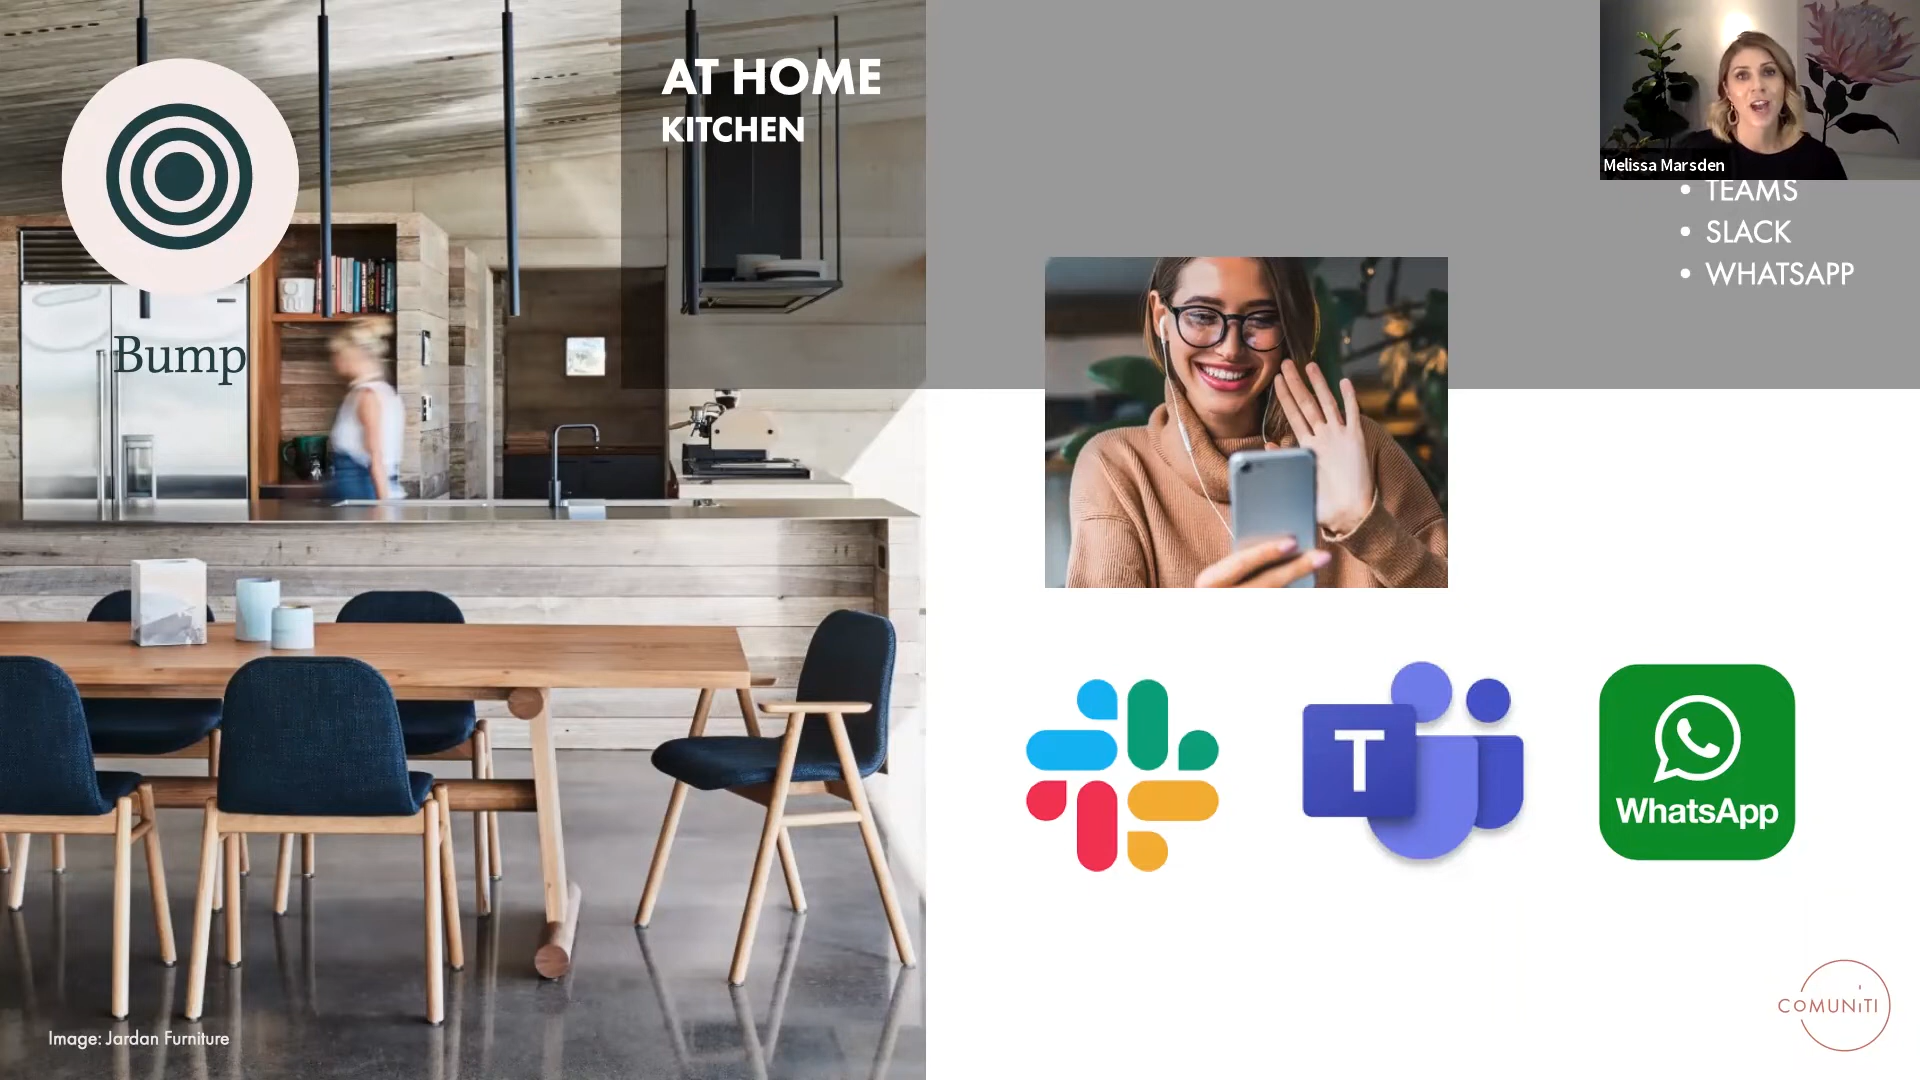 AT HOME
KITCHEN
Bump
Melissa Marsden
• TEAMS
• SLACK
• WHATSAPP
T
WhatsApp
COMUNiTI
Image: Jardan Furniture